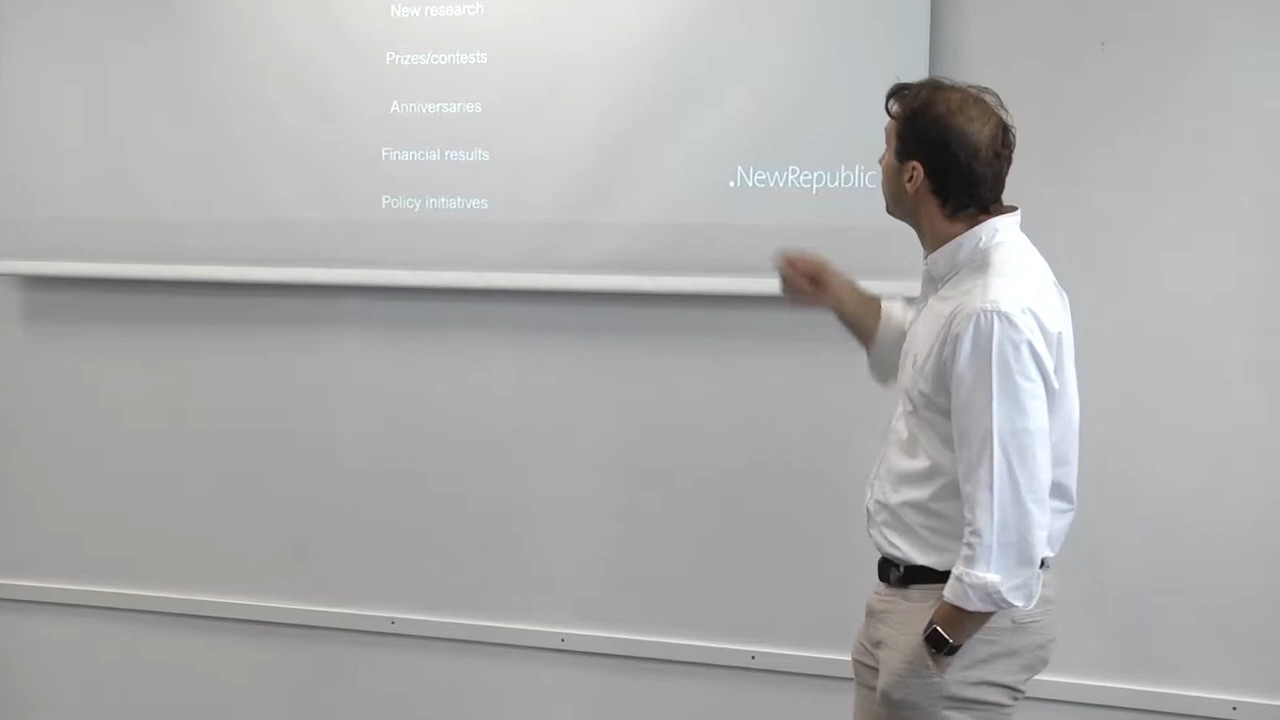 New research
Prizes/contests
Anniversaries
Financial results
.NewRepublic
Policy initiatives